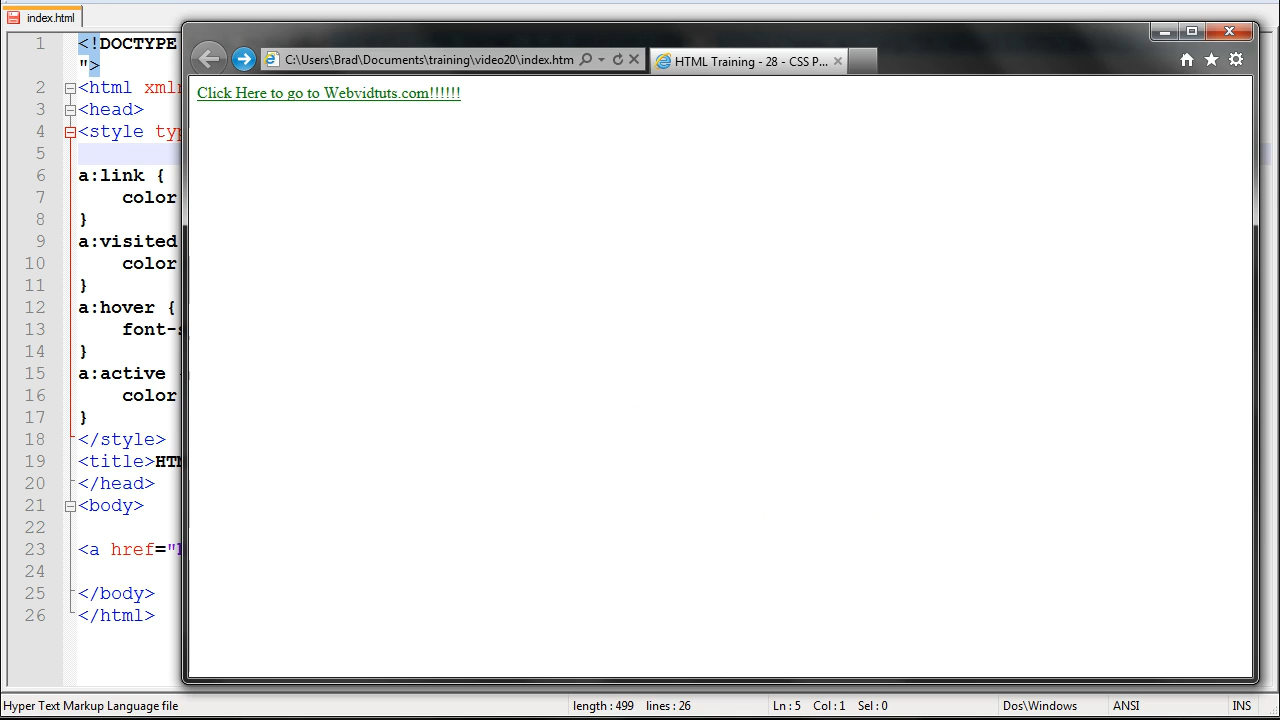 index.html
C:\Users\Brad\Documents\training\video20\index.htm
HTML Training - 28 - CSS P...
Click Here to go to Webvidtuts.com!!!!!!
1 <!DOCTYPE
">
2 <html xmln
3 <head>
4 <style typ
5
6 a:link {
7 color
8 }
9 a:visited
10 color
11 }
12 a:hover {
13 font-s
14 }
15 a:active
16 color
17 }
18 </style>
19 <title>HTM
20 </head>
21 <body>
22
23 <a href="h
24
25 </body>
26 </html>
Hyper Text Markup Language file
length : 499 lines : 26
Ln : 5 Col : 1 Sel : 0
Dos\Windows
ANSI
INS